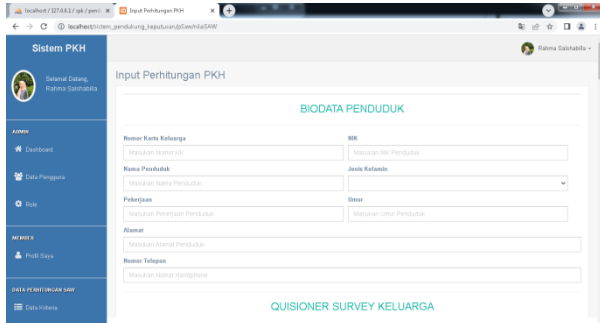 localhost / 127.0.0.1 / spk / pend
Input Perhitungan PKH
localhost/sistem_pendukung_keputusan/pSaw/nilaiSAW
Sistem PKH
Rahma Salshabilla
Selamat Datang,
Rahma Salshabilla
Input Perhitungan PKH
BIODATA PENDUDUK
ADMIN
Dashboard
Data Pengguna
Role
MEMBER
Profil Saya
DATA PERHITUNGAN SAW
Data Kriteria
Nomor Kartu Keluarga
NIK
Masukan Nomor KK
Masukan NIK Penduduk
Nama Penduduk
Jenis Kelamin
Masukan Nama Penduduk
Pekerjaan
Umur
Masukan Pekerjaan Penduduk
Masukan Umur Penduduk
Alamat
Masukan Alamat Penduduk
Nomor Telepon
Masukan Nomor Handphone
QUISIONER SURVEY KELUARGA